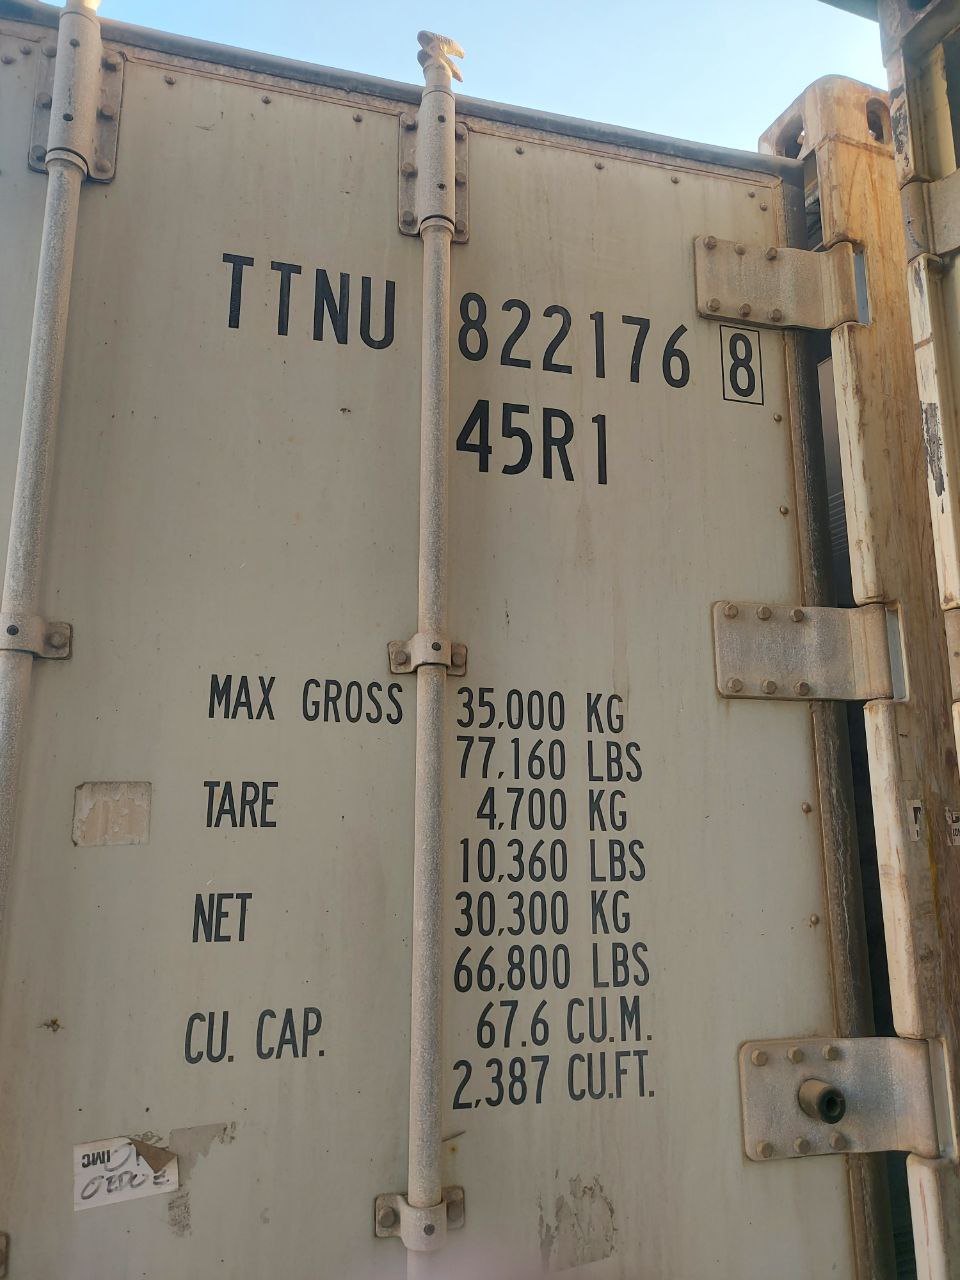 TTNU 822176 8
45R1
MAX GROSS 35,000 KG
77,160 LBS
TARE 4,700 KG
10,360 LBS
NET 30,300 KG
66,800 LBS
CU. CAP. 67.6 CU.M.
2,387 CU.FT.
IMC